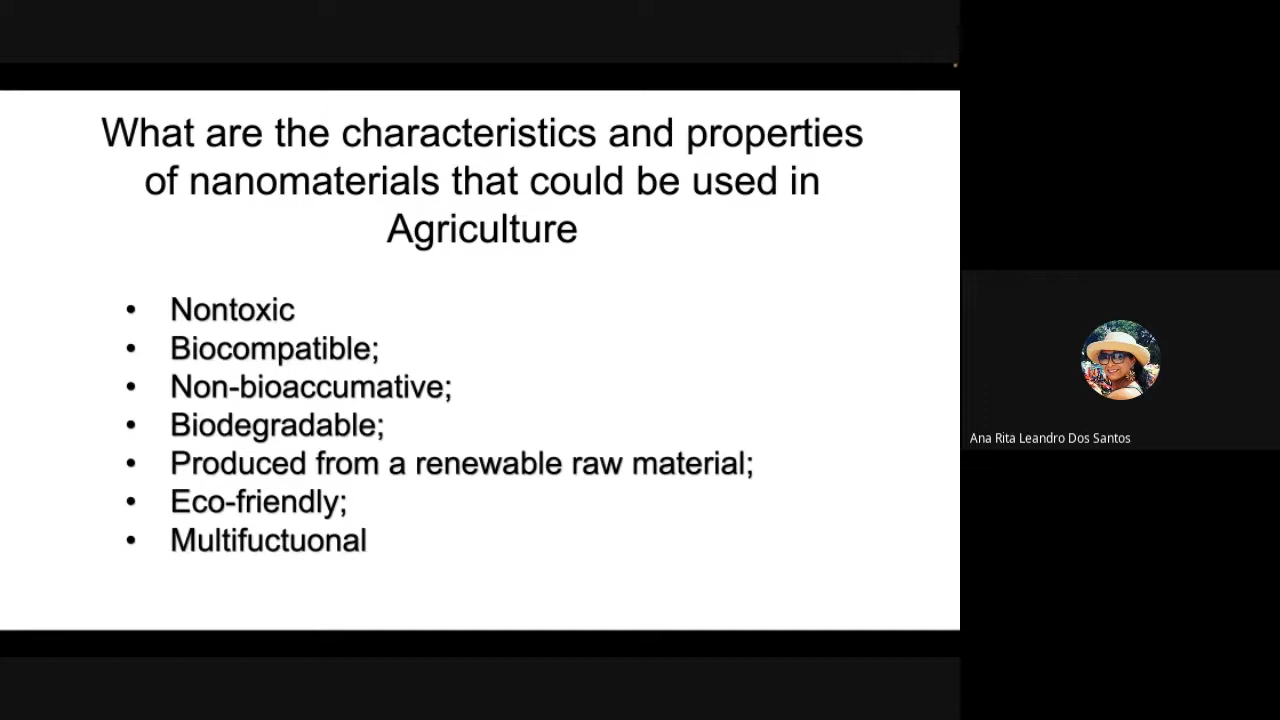 What are the characteristics and properties
of nanomaterials that could be used in
Agriculture
• Nontoxic
• Biocompatible;
• Non-bioaccumative;
• Biodegradable;
• Produced from a renewable raw material;
• Eco-friendly;
• Multifuctuonal
Ana Rita Leandro Dos Santos